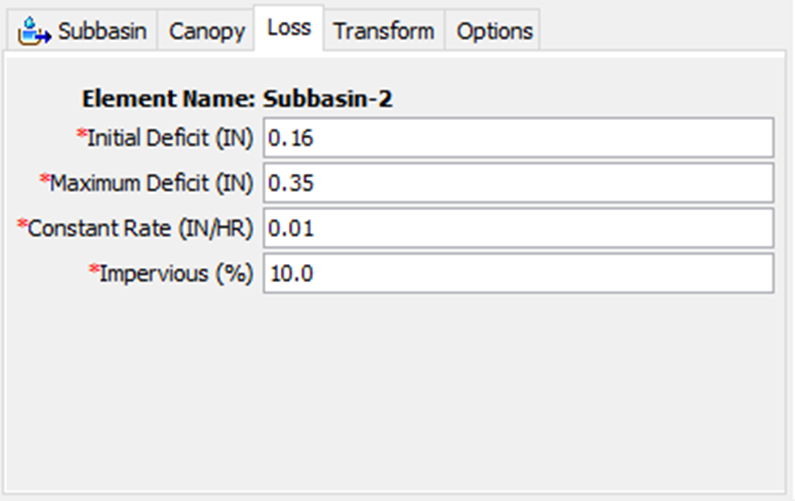 Subbasin Canopy Loss Transform Options
Element Name: Subbasin-2
*Initial Deficit (IN) 0.16
*Maximum Deficit (IN) 0.35
*Constant Rate (IN/HR) 0.01
*Impervious (%) 10.0